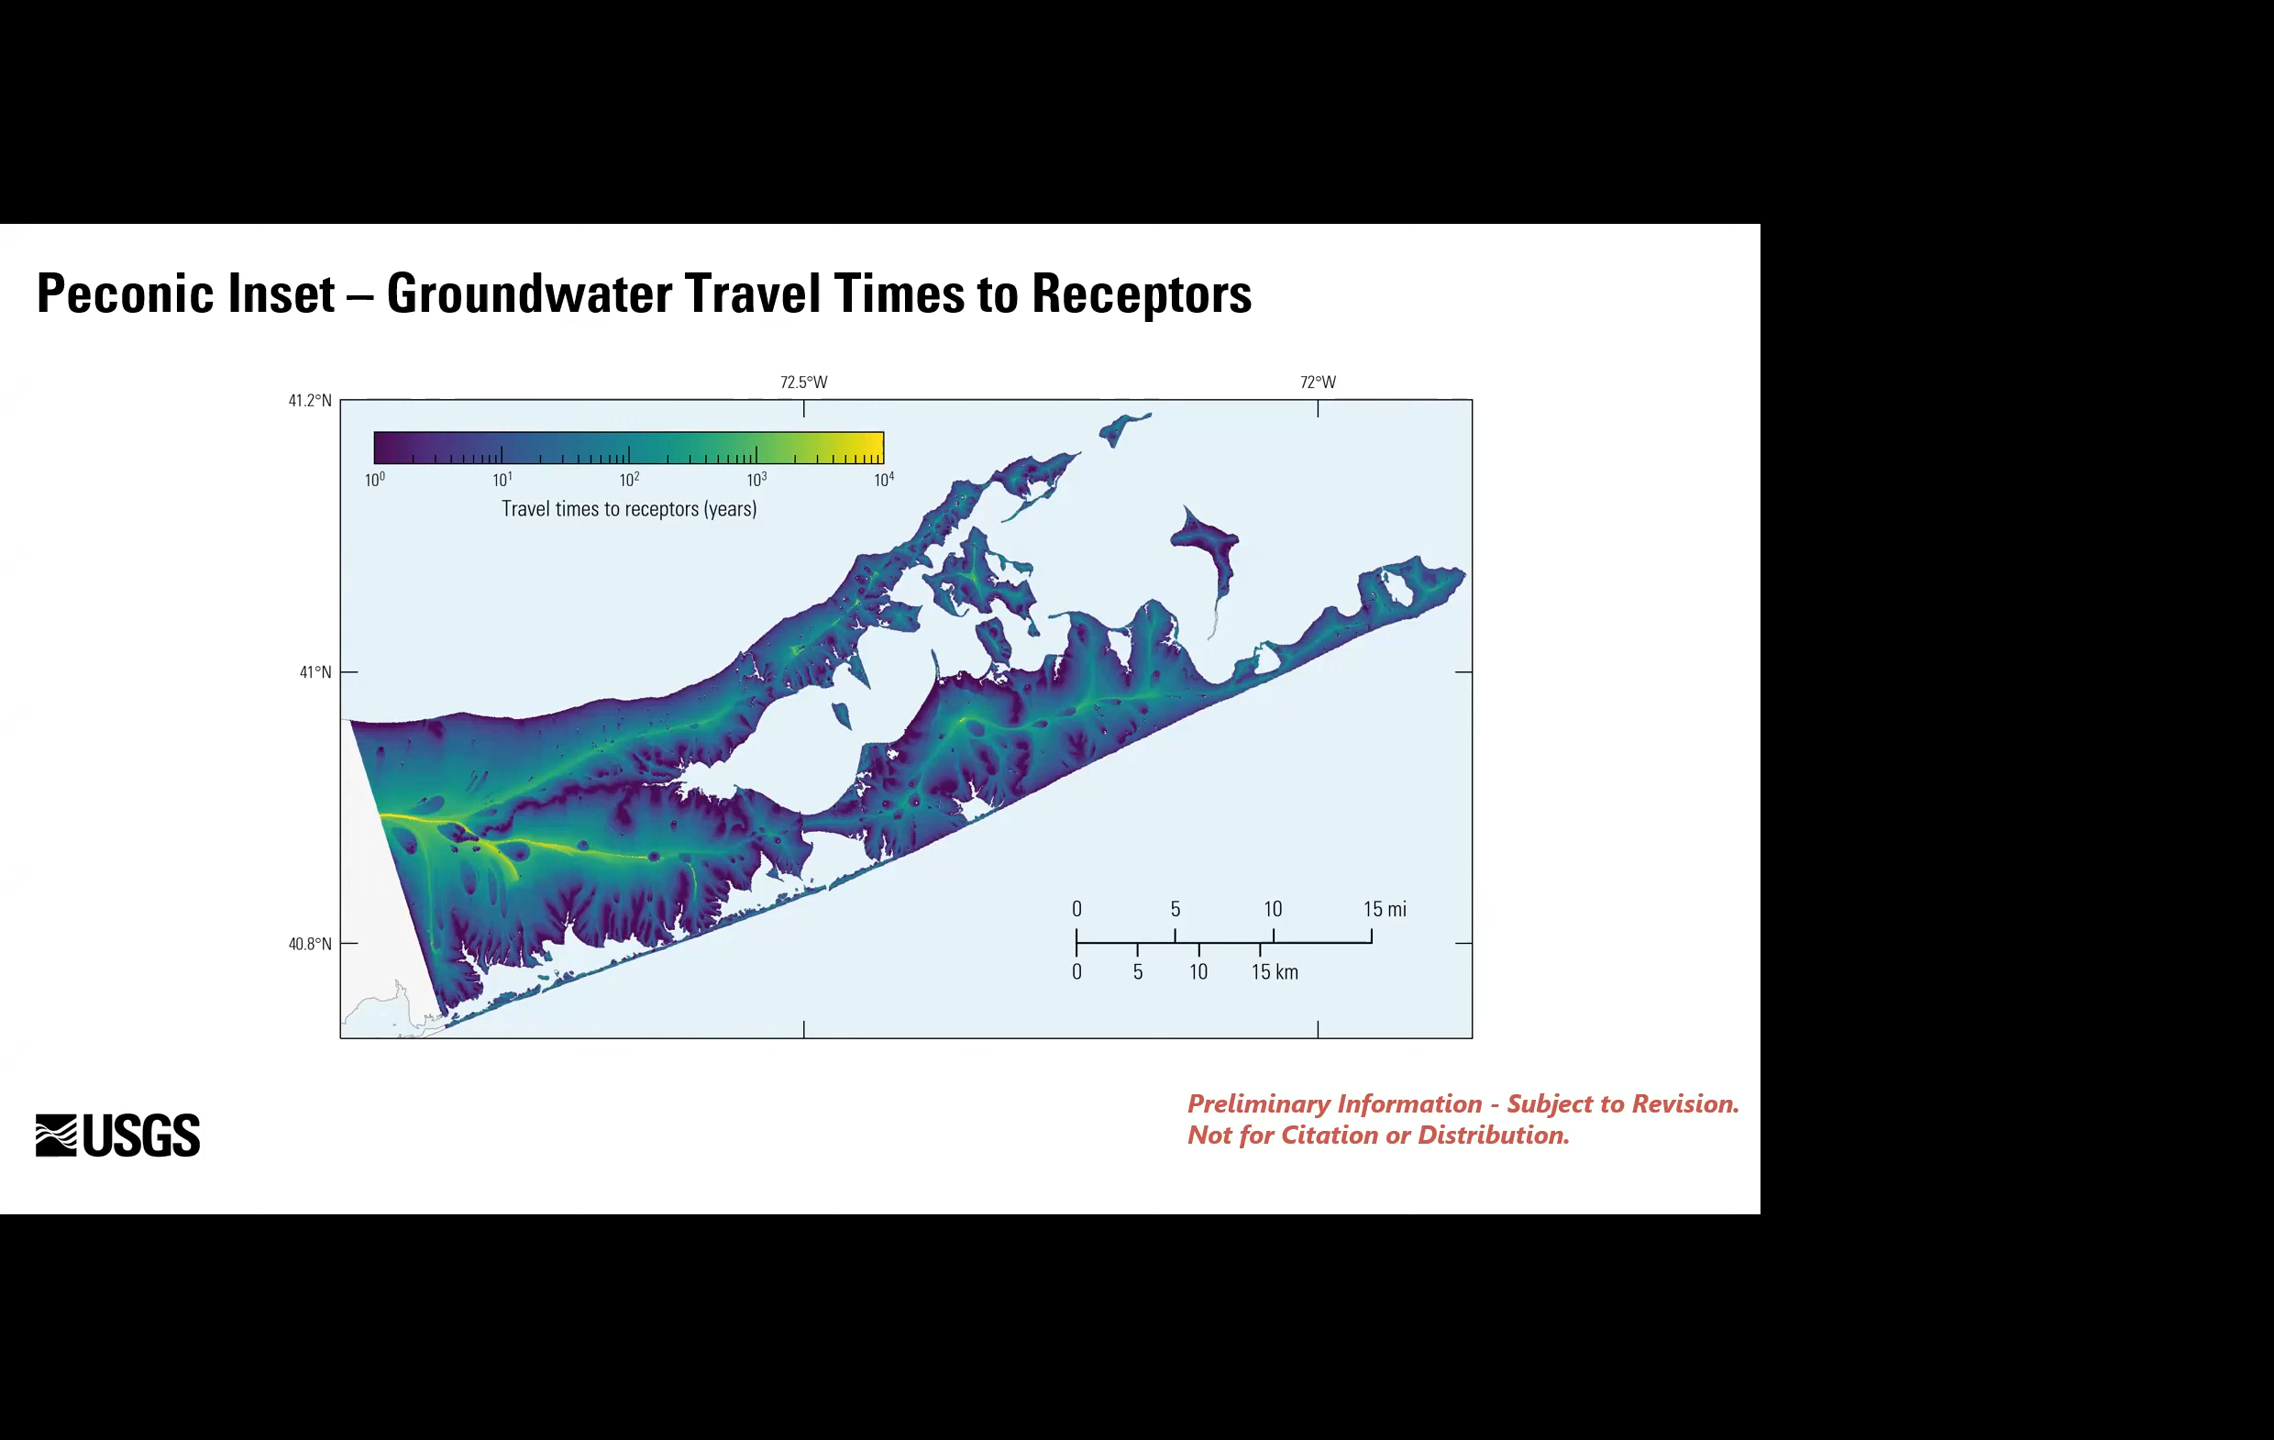 Peconic Inset – Groundwater Travel Times to Receptors
72.5°W 72°W
41.2°N
10⁰ 10¹ 10² 10³ 10⁴
Travel times to receptors (years)
41°N
40.8°N
0 5 10 15 mi
0 5 10 15 km
Preliminary Information - Subject to Revision.
Not for Citation or Distribution.
USGS